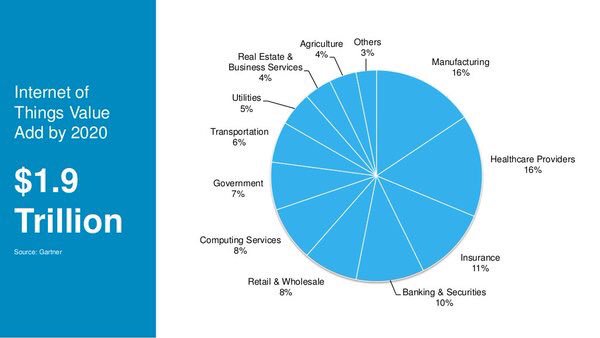 Internet of
Things Value
Add by 2020
$1.9
Trillion
Source: Gartner
Others
3%
Agriculture
4%
Real Estate &
Business Services
4%
Utilities
5%
Transportation
6%
Government
7%
Computing Services
8%
Retail & Wholesale
8%
Banking & Securities
10%
Insurance
11%
Healthcare Providers
16%
Manufacturing
16%